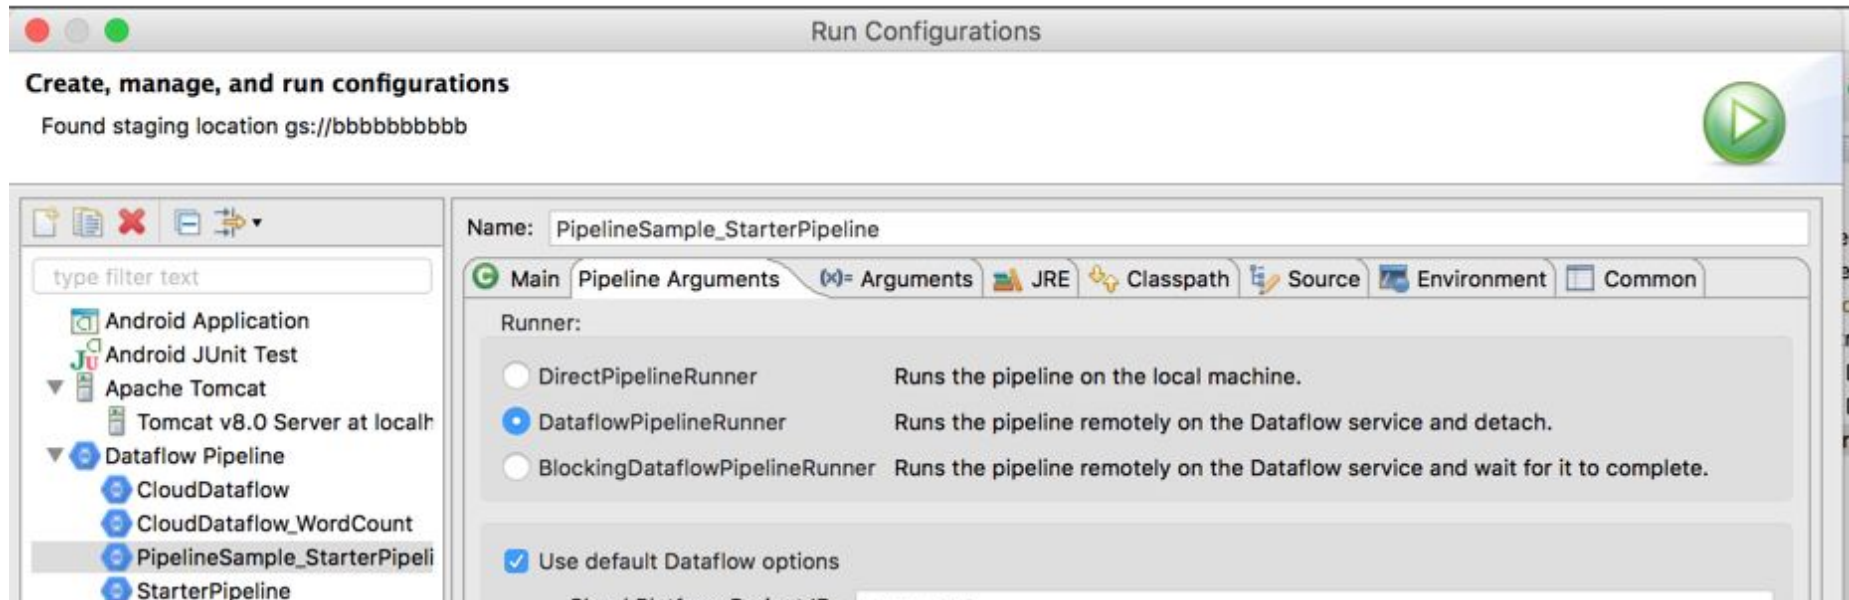 Run Configurations
Create, manage, and run configurations
Found staging location gs://bbbbbbbbbb
type filter text
Android Application
Android JUnit Test
Apache Tomcat
Tomcat v8.0 Server at localh
Dataflow Pipeline
CloudDataflow
CloudDataflow_WordCount
PipelineSample_StarterPipeli
StarterPipeline
Name: PipelineSample_StarterPipeline
Main Pipeline Arguments (x)= Arguments JRE Classpath Source Environment Common
Runner:
DirectPipelineRunner Runs the pipeline on the local machine.
DataflowPipelineRunner Runs the pipeline remotely on the Dataflow service and detach.
BlockingDataflowPipelineRunner Runs the pipeline remotely on the Dataflow service and wait for it to complete.
Use default Dataflow options